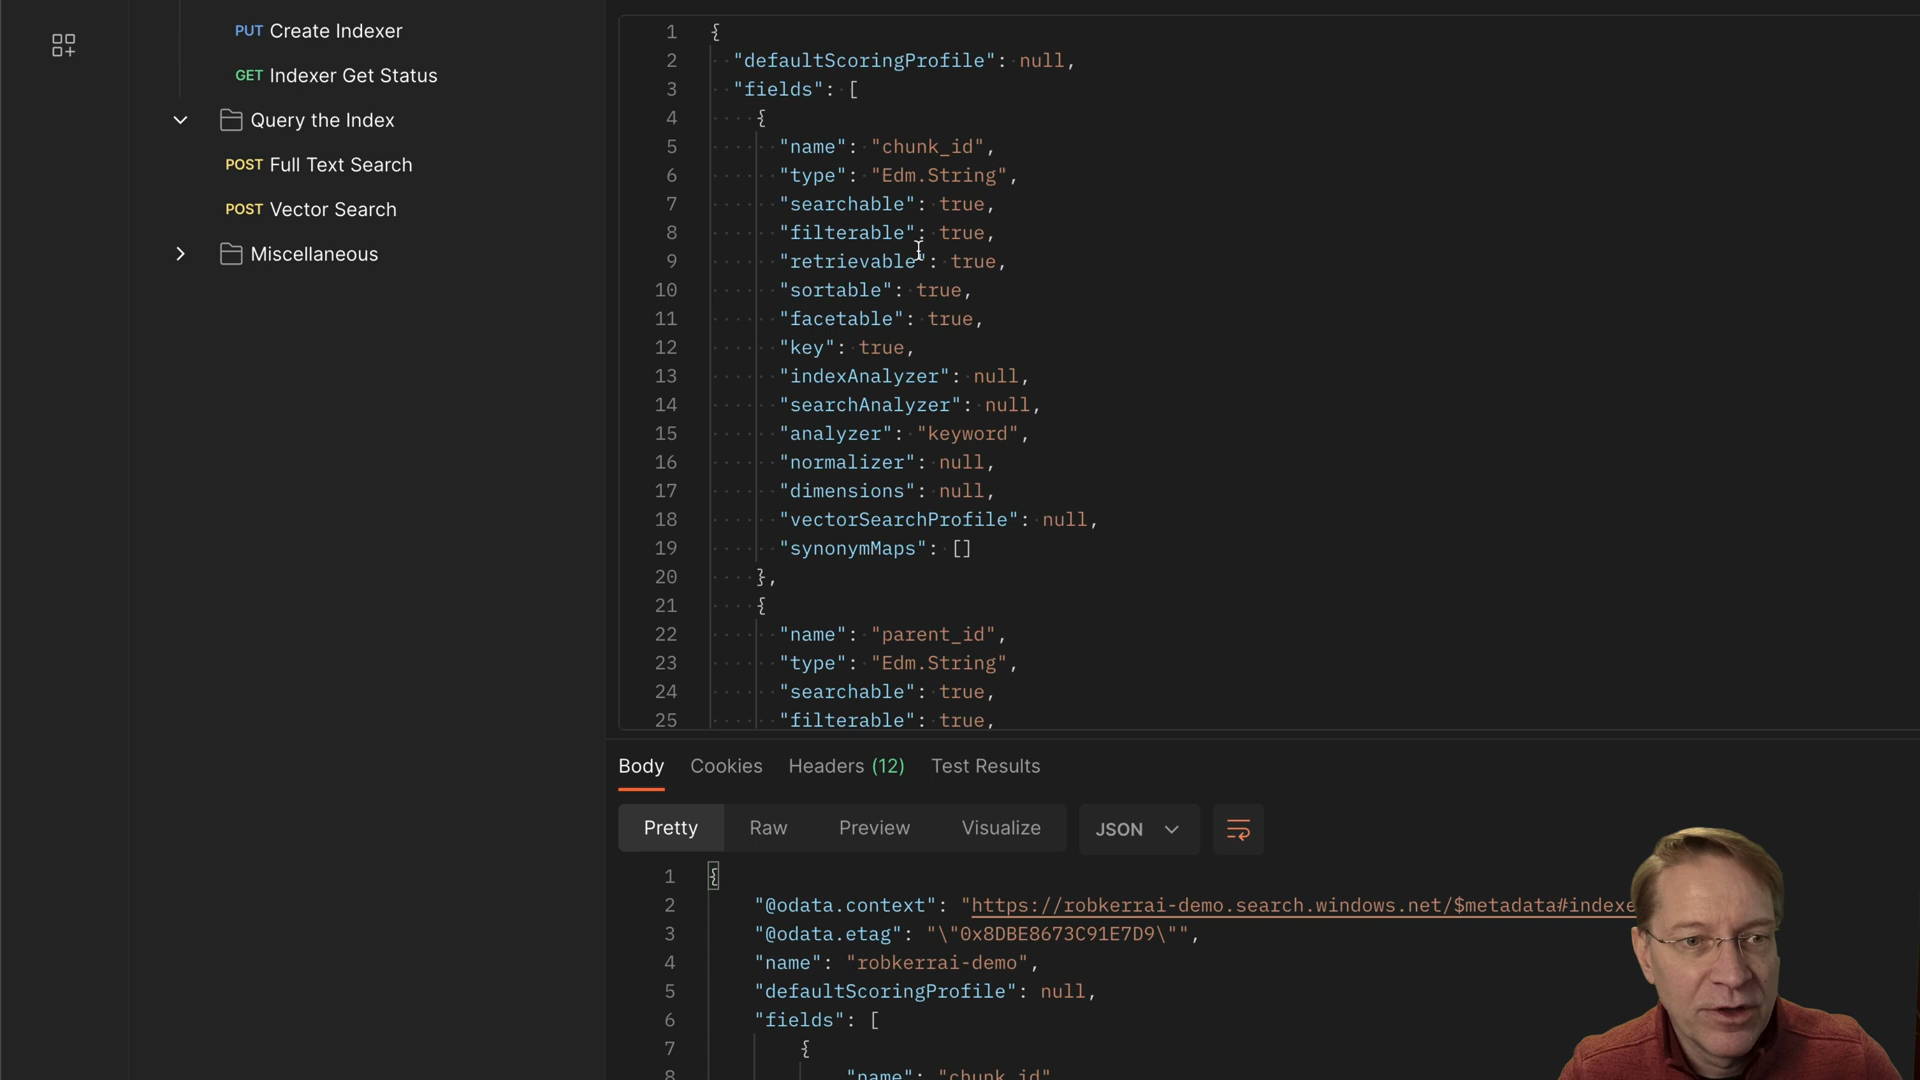 PUT Create Indexer
GET Indexer Get Status
Query the Index
POST Full Text Search
POST Vector Search
Miscellaneous
1 {
2 "defaultScoringProfile": null,
3 "fields": [
4 {
5 "name": "chunk_id",
6 "type": "Edm.String",
7 "searchable": true,
8 "filterable": true,
9 "retrievable": true,
10 "sortable": true,
11 "facetable": true,
12 "key": true,
13 "indexAnalyzer": null,
14 "searchAnalyzer": null,
15 "analyzer": "keyword",
16 "normalizer": null,
17 "dimensions": null,
18 "vectorSearchProfile": null,
19 "synonymMaps": []
20 },
21 {
22 "name": "parent_id",
23 "type": "Edm.String",
24 "searchable": true,
25 "filterable": true,
Body Cookies Headers (12) Test Results
Pretty Raw Preview Visualize JSON
1 {
2 "@odata.context": "https://robkerrai-demo.search.windows.net/$metadata#indexe
3 "@odata.etag": "\"0x8DBE8673C91E7D9\"",
4 "name": "robkerrai-demo",
5 "defaultScoringProfile": null,
6 "fields": [
7 {
8 "name": "chunk_id"